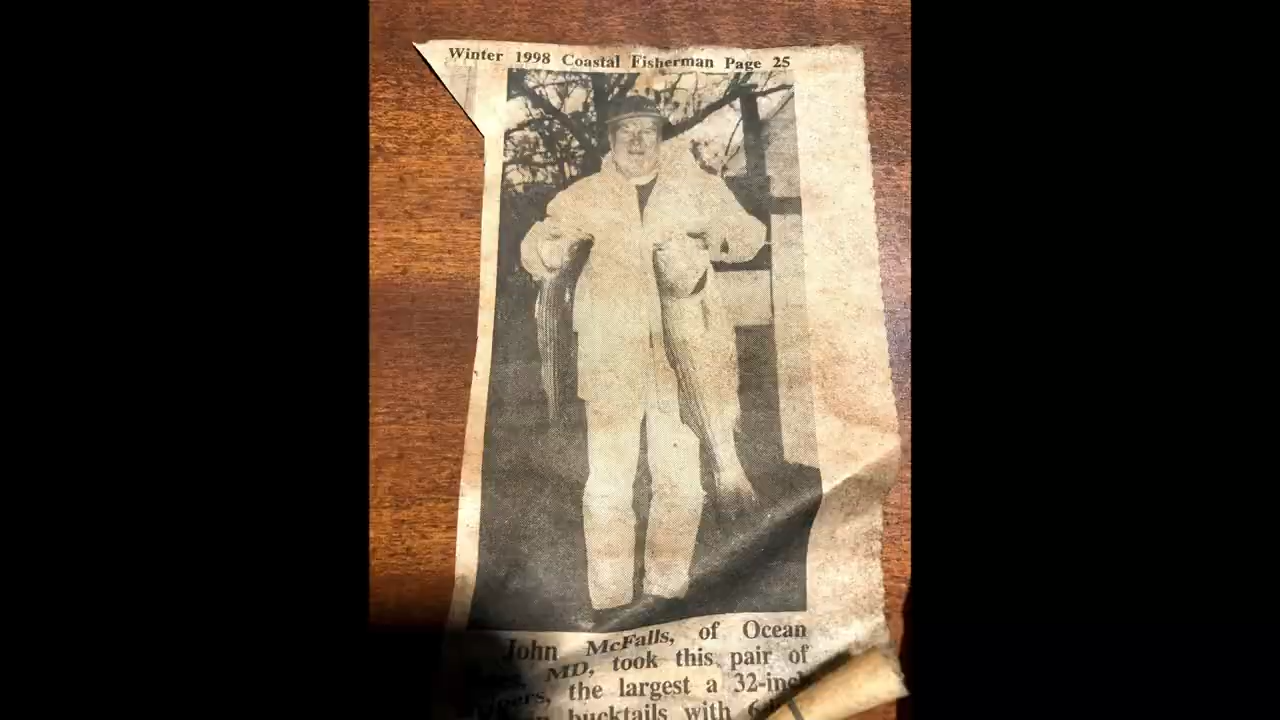 Winter 1998 Coastal Fisherman Page 25
John McFalls, of Ocean
MD, took this pair of
the largest a 32-inch
bucktails with